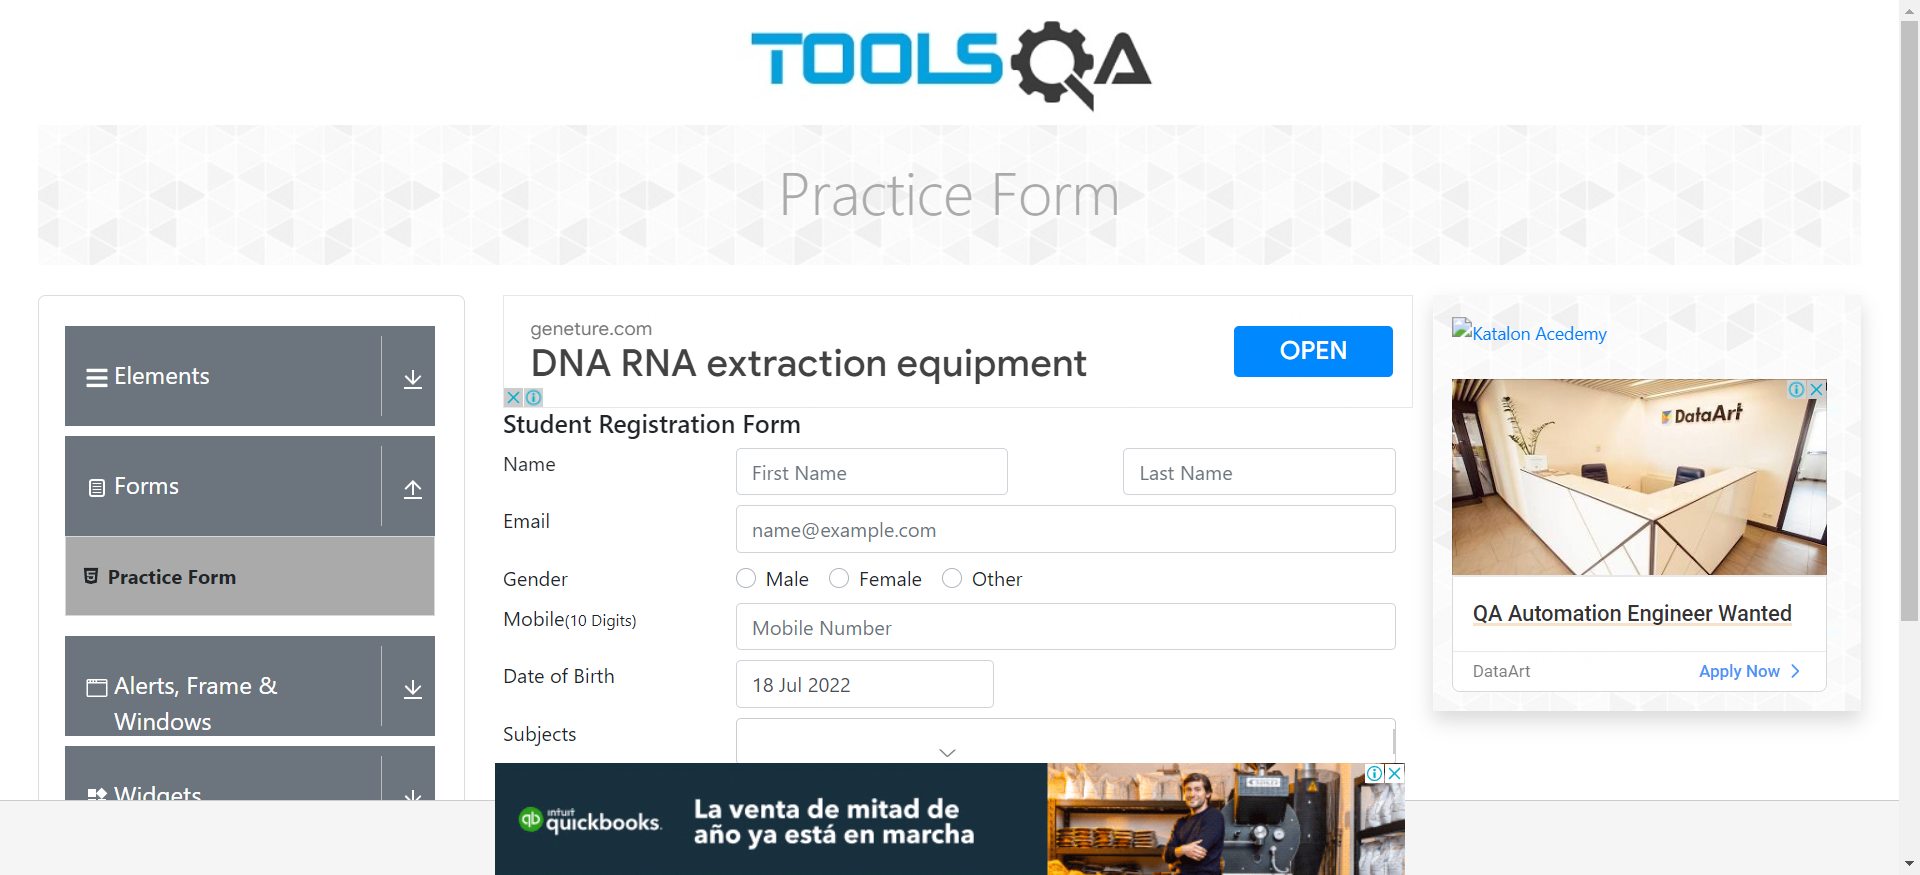 TOOLSQA
Practice Form
Elements
Forms
Practice Form
Alerts, Frame &
Windows
Widgets
geneture.com
DNA RNA extraction equipment
OPEN
Student Registration Form
Name
First Name
Last Name
Email
name@example.com
Gender
Male
Female
Other
Mobile(10 Digits)
Mobile Number
Date of Birth
18 Jul 2022
Subjects
Katalon Acedemy
DataArt
QA Automation Engineer Wanted
DataArt
Apply Now
intuit
quickbooks.
La venta de mitad de
año ya está en marcha